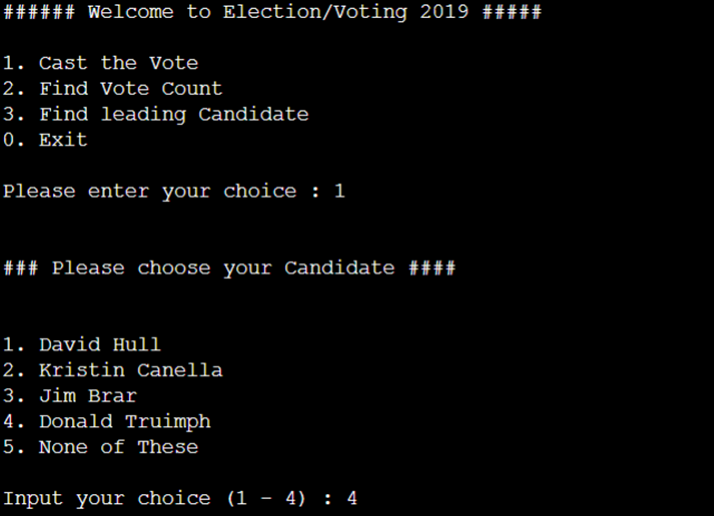 ###### Welcome to Election/Voting 2019 #####
1. Cast the Vote
2. Find Vote Count
3. Find leading Candidate
0. Exit
Please enter your choice : 1
### Please choose your Candidate ####
1. David Hull
2. Kristin Canella
3. Jim Brar
4. Donald Truimph
5. None of These
Input your choice (1 - 4) : 4